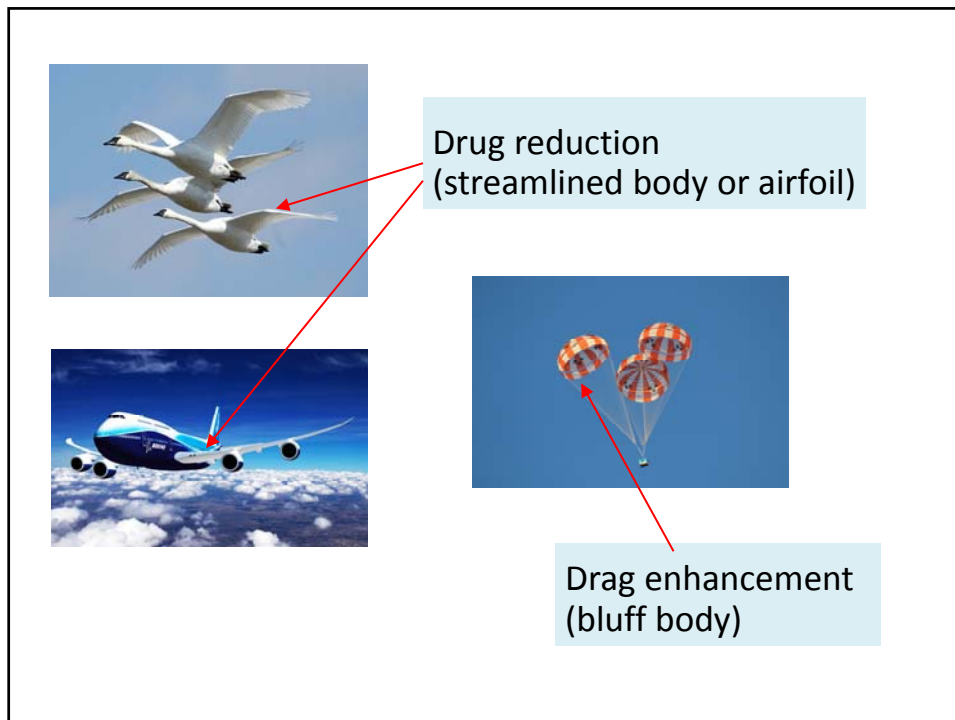 Drug reduction
(streamlined body or airfoil)
Drag enhancement
(bluff body)